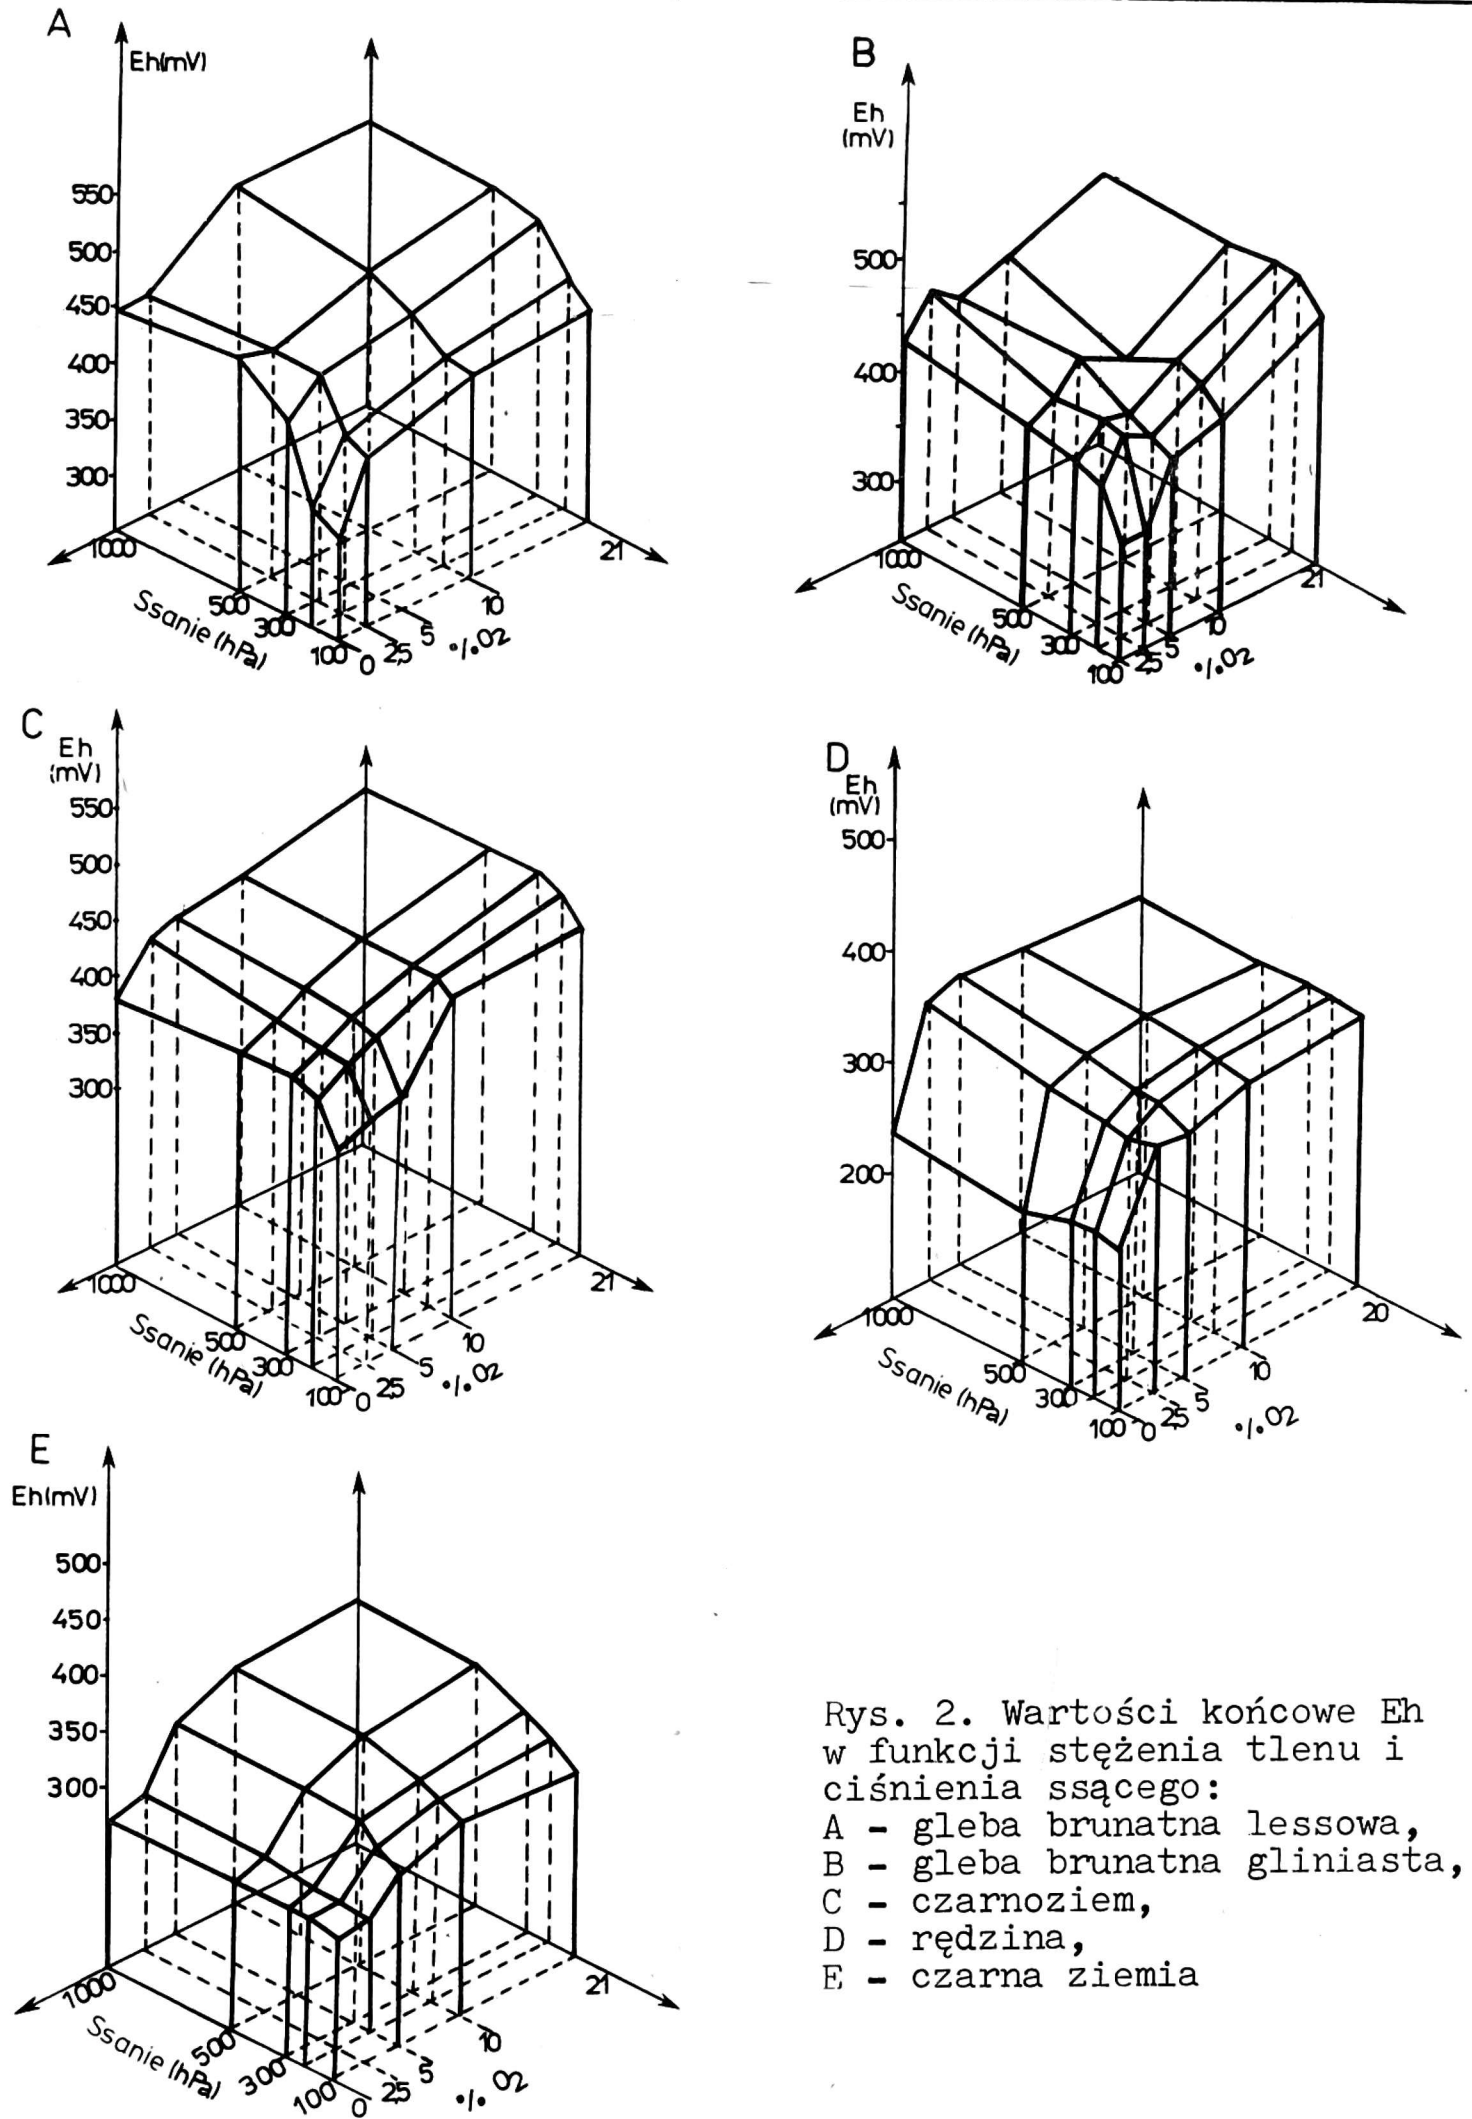 A
Eh(mV)
550
500
450
400
350
300
1000
500
300
100
Ssanie (hPa)
0
2,5
5
10
21
% O2
B
Eh
(mV)
500
400
300
1000
500
300
100
Ssanie (hPa)
2,5
5
10
21
% O2
C
Eh
(mV)
550
500
450
400
350
300
1000
500
300
100
Ssanie (hPa)
0
2,5
5
10
21
% O2
D
Eh
(mV)
500
400
300
200
1000
500
300
100
Ssanie (hPa)
0
2,5
5
10
20
% O2
E
Eh(mV)
500
450
400
350
300
1000
500
300
100
Ssanie (hPa)
0
2,5
5
10
21
% O2
Rys. 2. Wartości końcowe Eh
w funkcji stężenia tlenu i
ciśnienia ssącego:
A - gleba brunatna lessowa,
B - gleba brunatna gliniasta,
C - czarnoziem,
D - rędzina,
E - czarna ziemia